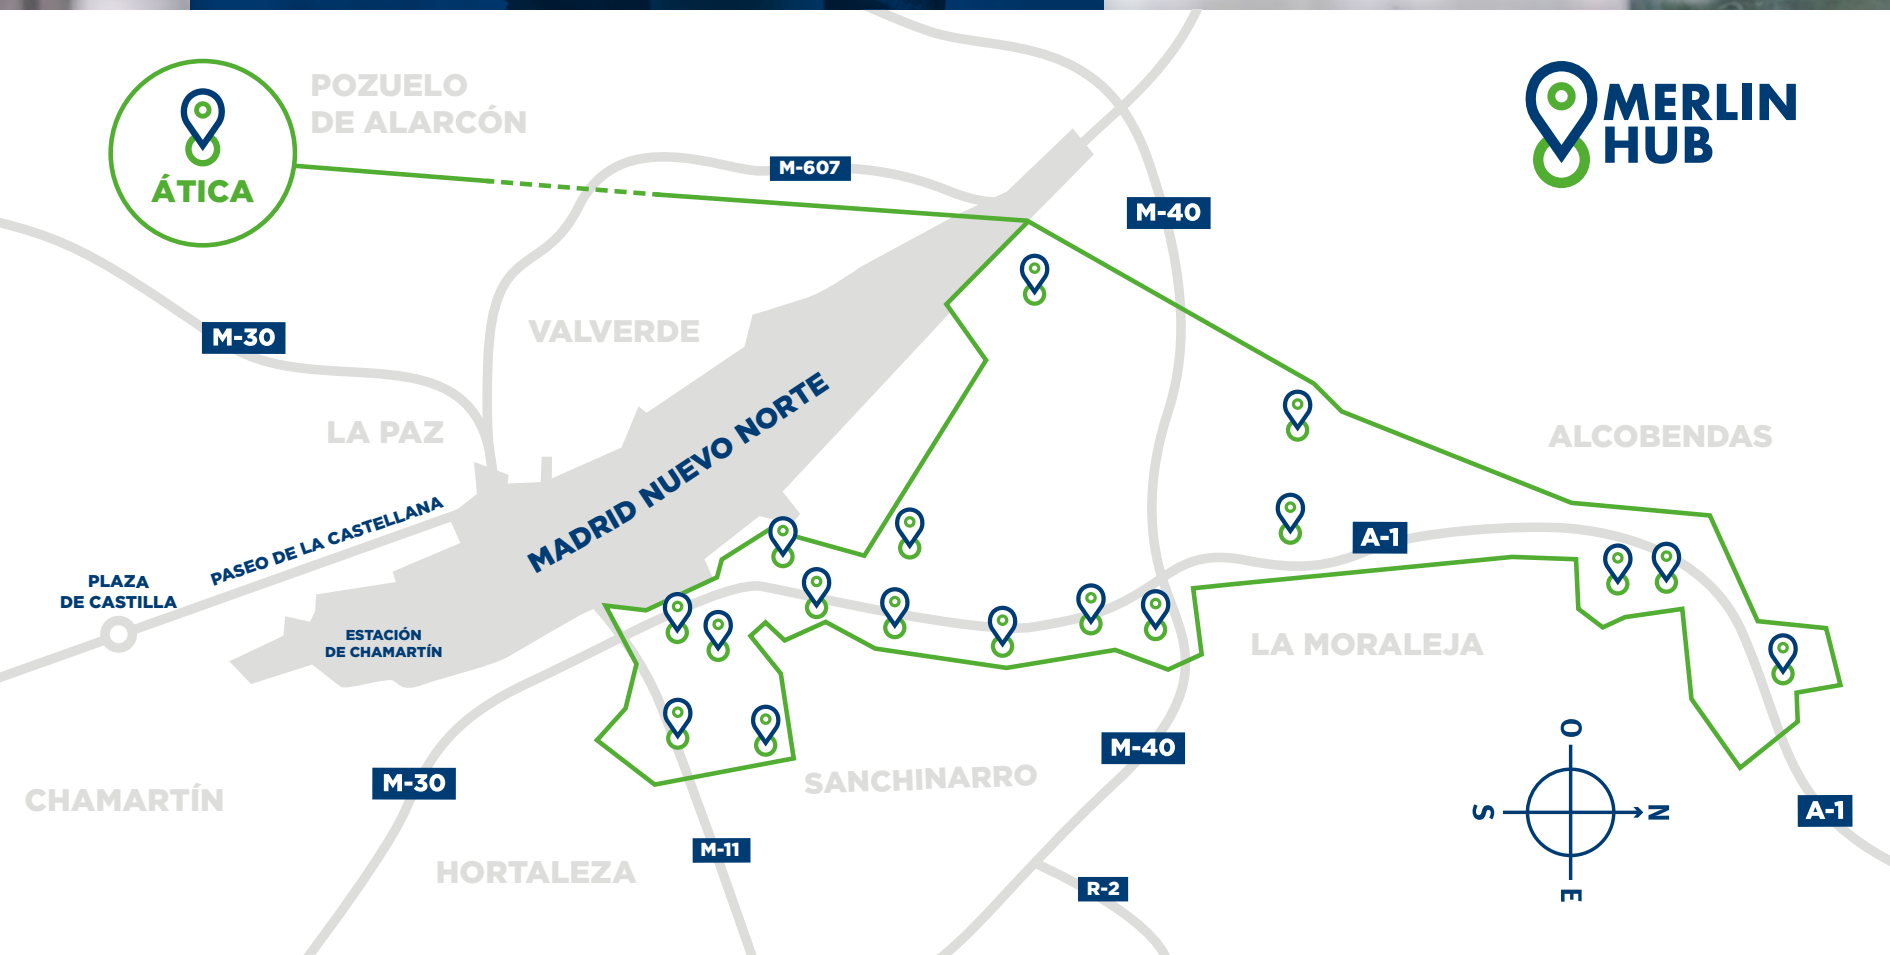 POZUELO
DE ALARCÓN
ÁTICA
MERLIN
HUB
M-607
M-40
M-30
VALVERDE
LA PAZ
MADRID NUEVO NORTE
ALCOBENDAS
PASEO DE LA CASTELLANA
A-1
PLAZA
DE CASTILLA
ESTACIÓN
DE CHAMARTÍN
LA MORALEJA
O
M-40
SANCHINARRO
M-30
CHAMARTÍN
S
N
A-1
M-11
HORTALEZA
R-2
E